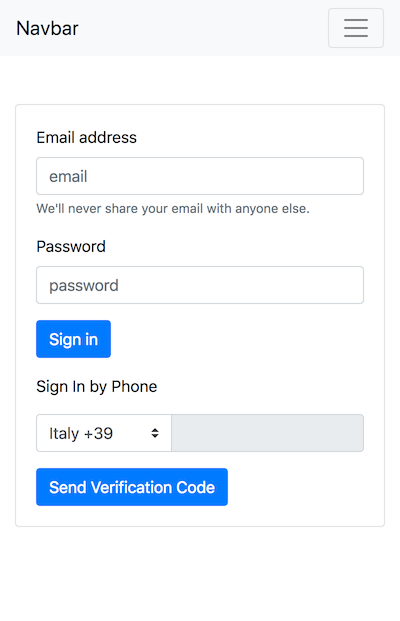 Navbar
Email address
email
We'll never share your email with anyone else.
Password
password
Sign in
Sign In by Phone
Italy +39
Send Verification Code